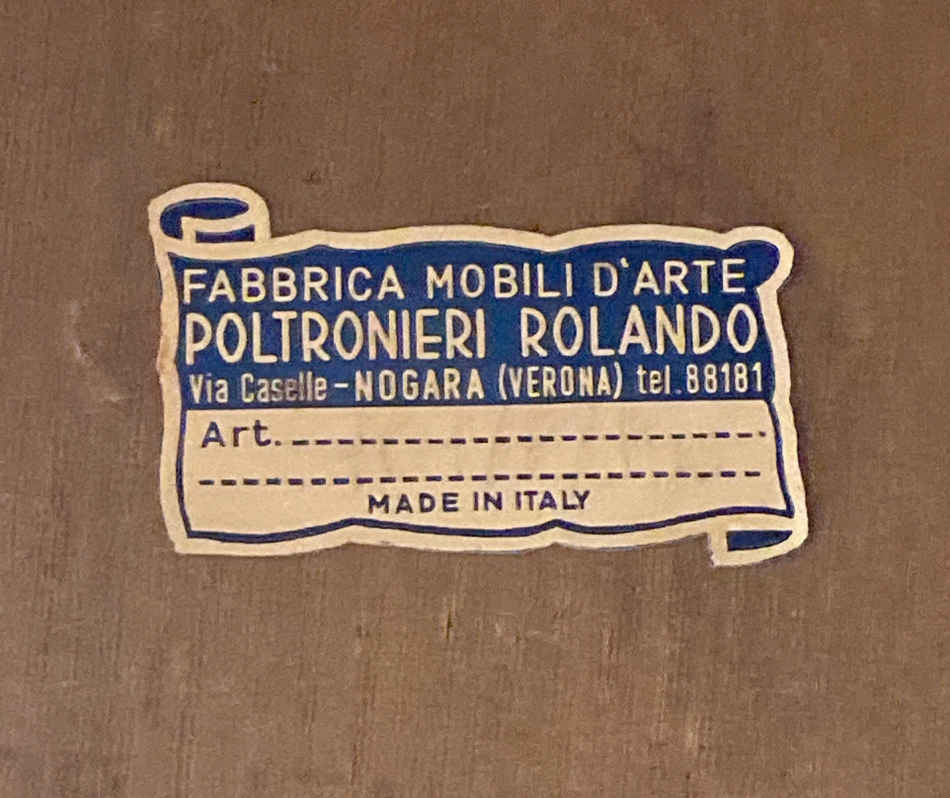 FABBRICA MOBILI D'ARTE
POLTRONIERI ROLANDO
Via Caselle - NOGARA (VERONA) tel. 88181
Art.
MADE IN ITALY